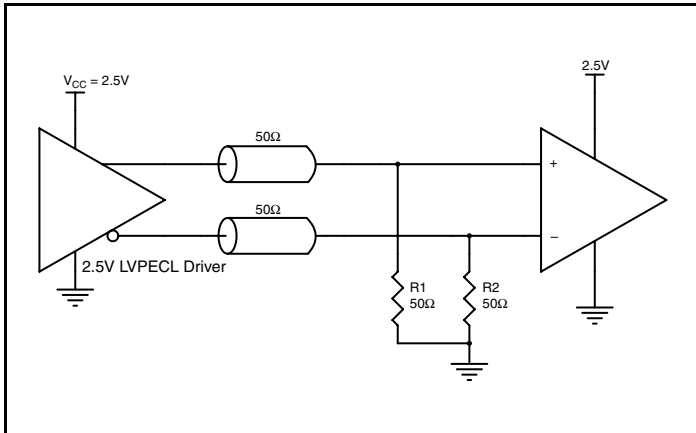 V_CC = 2.5V
2.5V
50Ω
+
50Ω
−
2.5V LVPECL Driver
R1
50Ω
R2
50Ω